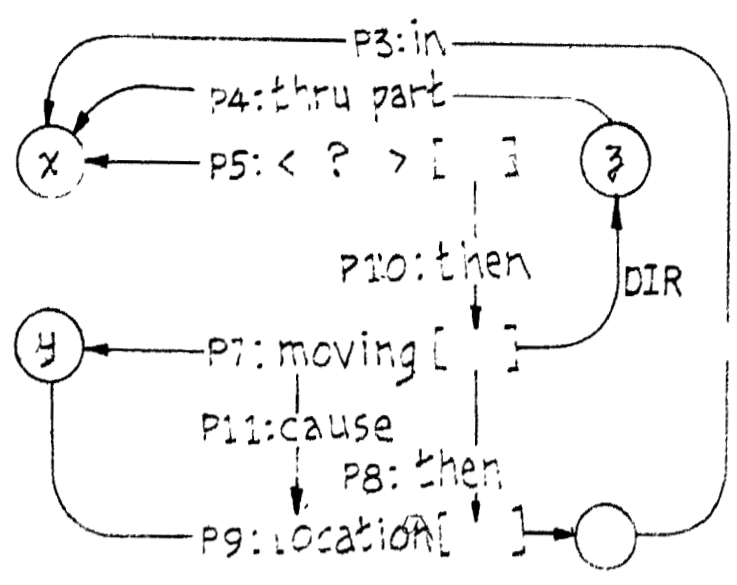 P3:in
P4:thru part
x P5:< ? >[ ] z
P10:then
DIR
y P7:moving[ ]
P11:cause
P8:then
P9:Location[ ]